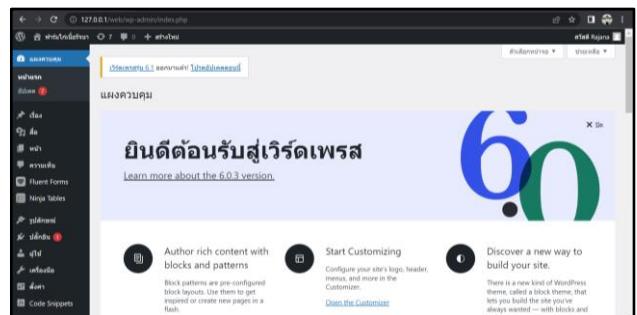 127.0.0.1/web/wp-admin/index.php
7
0
+ สร้างใหม่
สวัสดี Rajana
แผงควบคุม
หน้าแรก
อัปเดต
เรื่อง
สื่อ
หน้า
ความเห็น
Fluent Forms
Ninja Tables
รูปลักษณ์
ปลั๊กอิน
ผู้ใช้
เครื่องมือ
ตั้งค่า
Code Snippets
ตัวเลือกหน้าจอ
ช่วยเหลือ
เวิร์ดเพรสรุ่น 6.1 ออกมาแล้ว! โปรดอัปเดตตอนนี้
แผงควบคุม
ปิด
ยินดีต้อนรับสู่เวิร์ดเพรส
Learn more about the 6.0.3 version.
6.0
Author rich content with
blocks and patterns
Block patterns are pre-configured
block layouts. Use them to get
inspired or create new pages in a
flash.
Start Customizing
Configure your site's logo, header,
menus, and more in the
Customizer.
Open the Customizer
Discover a new way to
build your site.
There is a new kind of WordPress
theme, called a block theme, that
lets you build the site you've
always wanted — with blocks and